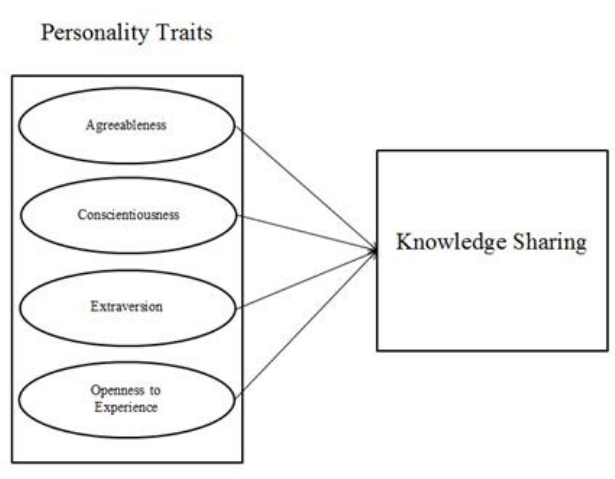 Personality Traits
Agreeableness
Conscientiousness
Extraversion
Openness to
Experience
Knowledge Sharing